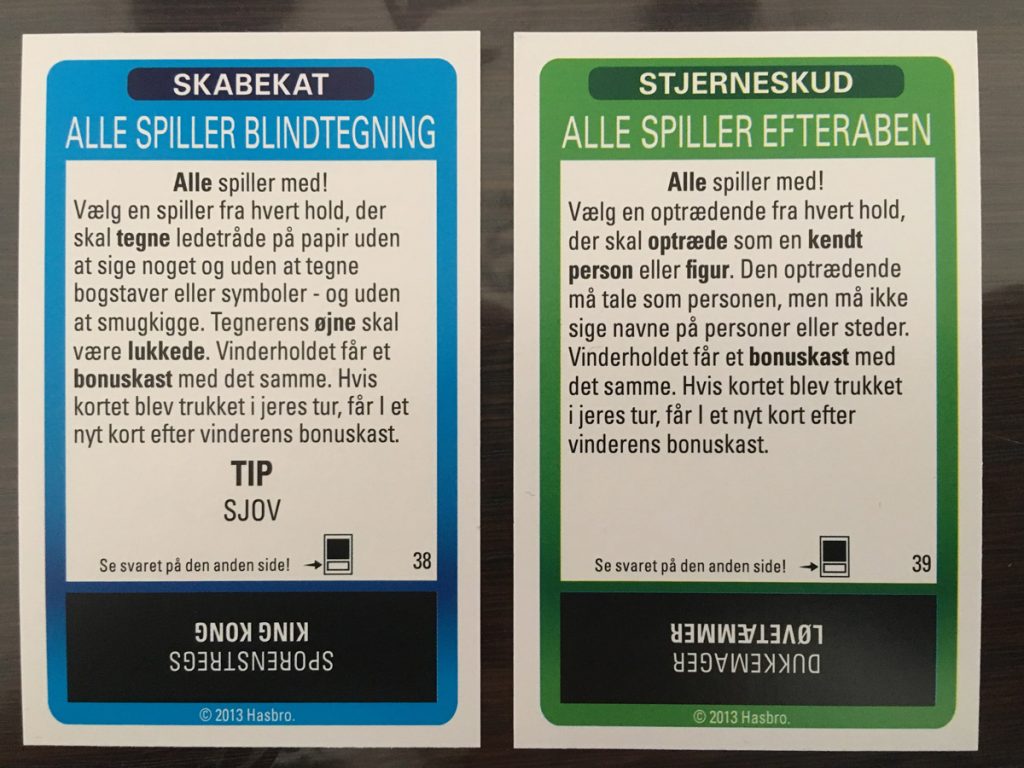 SKABEKAT
ALLE SPILLER BLINDTEGNING
Alle spiller med!
Vælg en spiller fra hvert hold, der
skal tegne ledetråde på papir uden
at sige noget og uden at tegne
bogstaver eller symboler - og uden
at smugkigge. Tegnerens øjne skal
være lukkede. Vinderholdet får et
bonuskast med det samme. Hvis
kortet blev trukket i jeres tur, får I et
nyt kort efter vinderens bonuskast.
TIP
SJOV
Se svaret på den anden side!
38
SPORENSTREGS
KING KONG
© 2013 Hasbro.
STJERNESKUD
ALLE SPILLER EFTERABEN
Alle spiller med!
Vælg en optrædende fra hvert hold,
der skal optræde som en kendt
person eller figur. Den optrædende
må tale som personen, men må ikke
sige navne på personer eller steder.
Vinderholdet får et bonuskast med
det samme. Hvis kortet blev trukket
i jeres tur, får I et nyt kort efter
vinderens bonuskast.
Se svaret på den anden side!
39
DUKKEMAGER
LØVETÆMMER
© 2013 Hasbro.